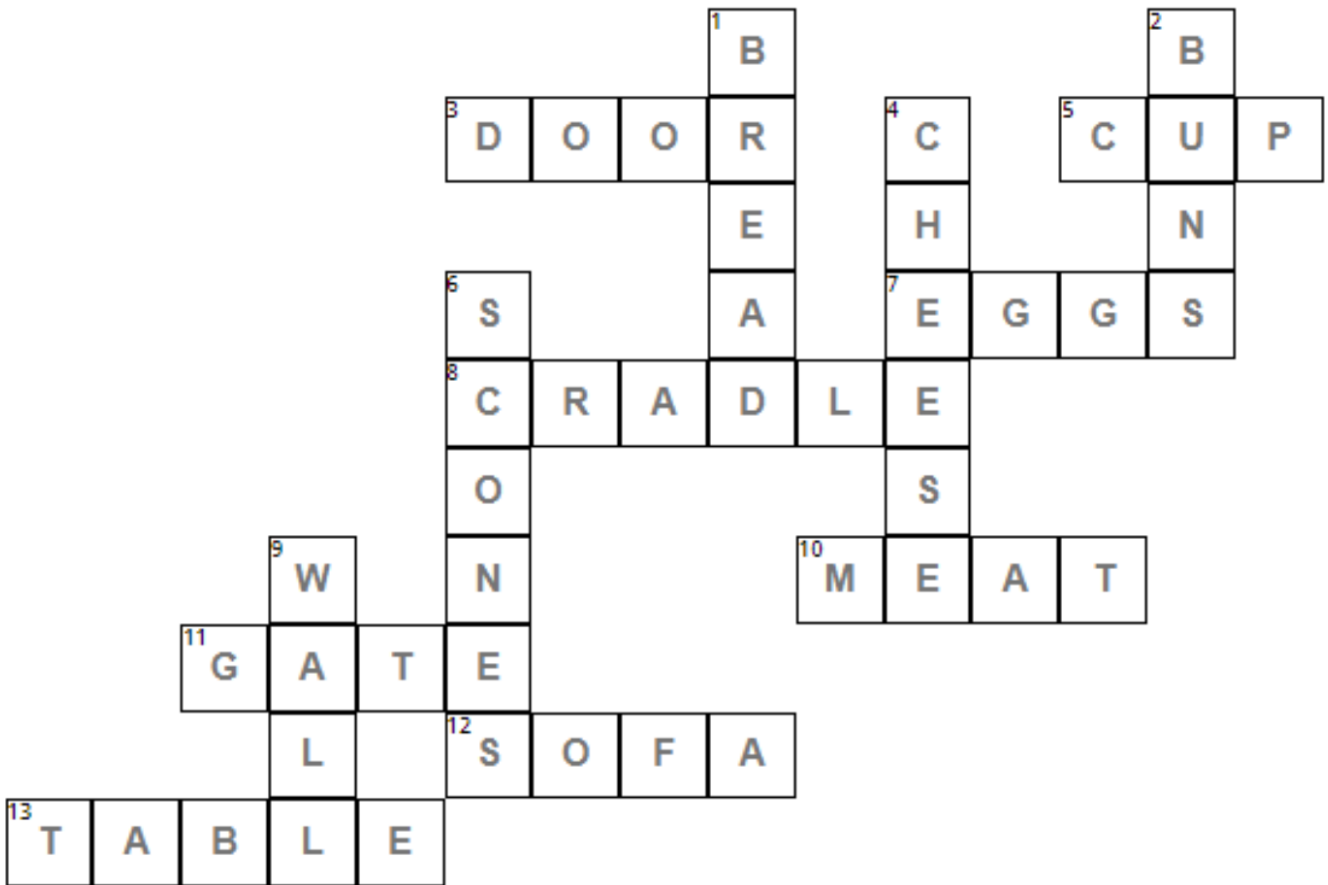 1 B 2 B
3 D O O R 4 C 5 C U P
E H N
6 S A 7 E G G S
8 C R A D L E
O S
9 W N 10 M E A T
11 G A T E
L 12 S O F A
13 T A B L E